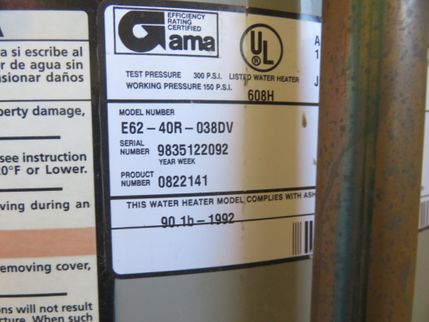 A
si escribe al
r de agua sin
sionar daños
perty damage,
see instruction
0°F or Lower.
ving during an
emoving cover,
ns will not result
cture. When such
EFFICIENCY
RATING
CERTIFIED
Gama
UL
TEST PRESSURE 300 P.S.I. LISTED WATER HEATER
WORKING PRESSURE 150 P.S.I.
608H
A
1
J
MODEL NUMBER
E62-40R-038DV
SERIAL
NUMBER 9835122092
YEAR WEEK
PRODUCT
NUMBER 0822141
THIS WATER HEATER MODEL COMPLIES WITH ASH
90.1b-1992